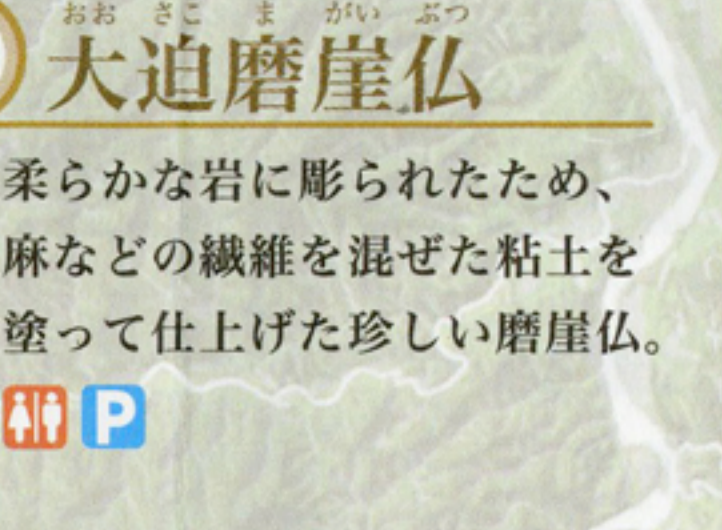 おおさこまがいぶつ
大迫磨崖仏
柔らかな岩に彫られたため、
麻などの繊維を混ぜた粘土を
塗って仕上げた珍しい磨崖仏。
P